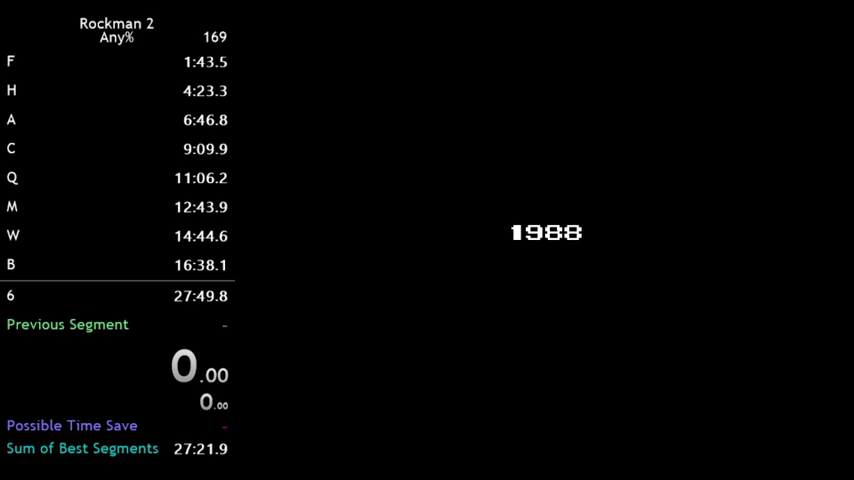 Rockman 2
Any% 169
F 1:43.5
H 4:23.3
A 6:46.8
C 9:09.9
Q 11:06.2
M 12:43.9
W 14:44.6
B 16:38.1
6 27:49.8
Previous Segment -
0.00
0.00
Possible Time Save -
Sum of Best Segments 27:21.9
1988